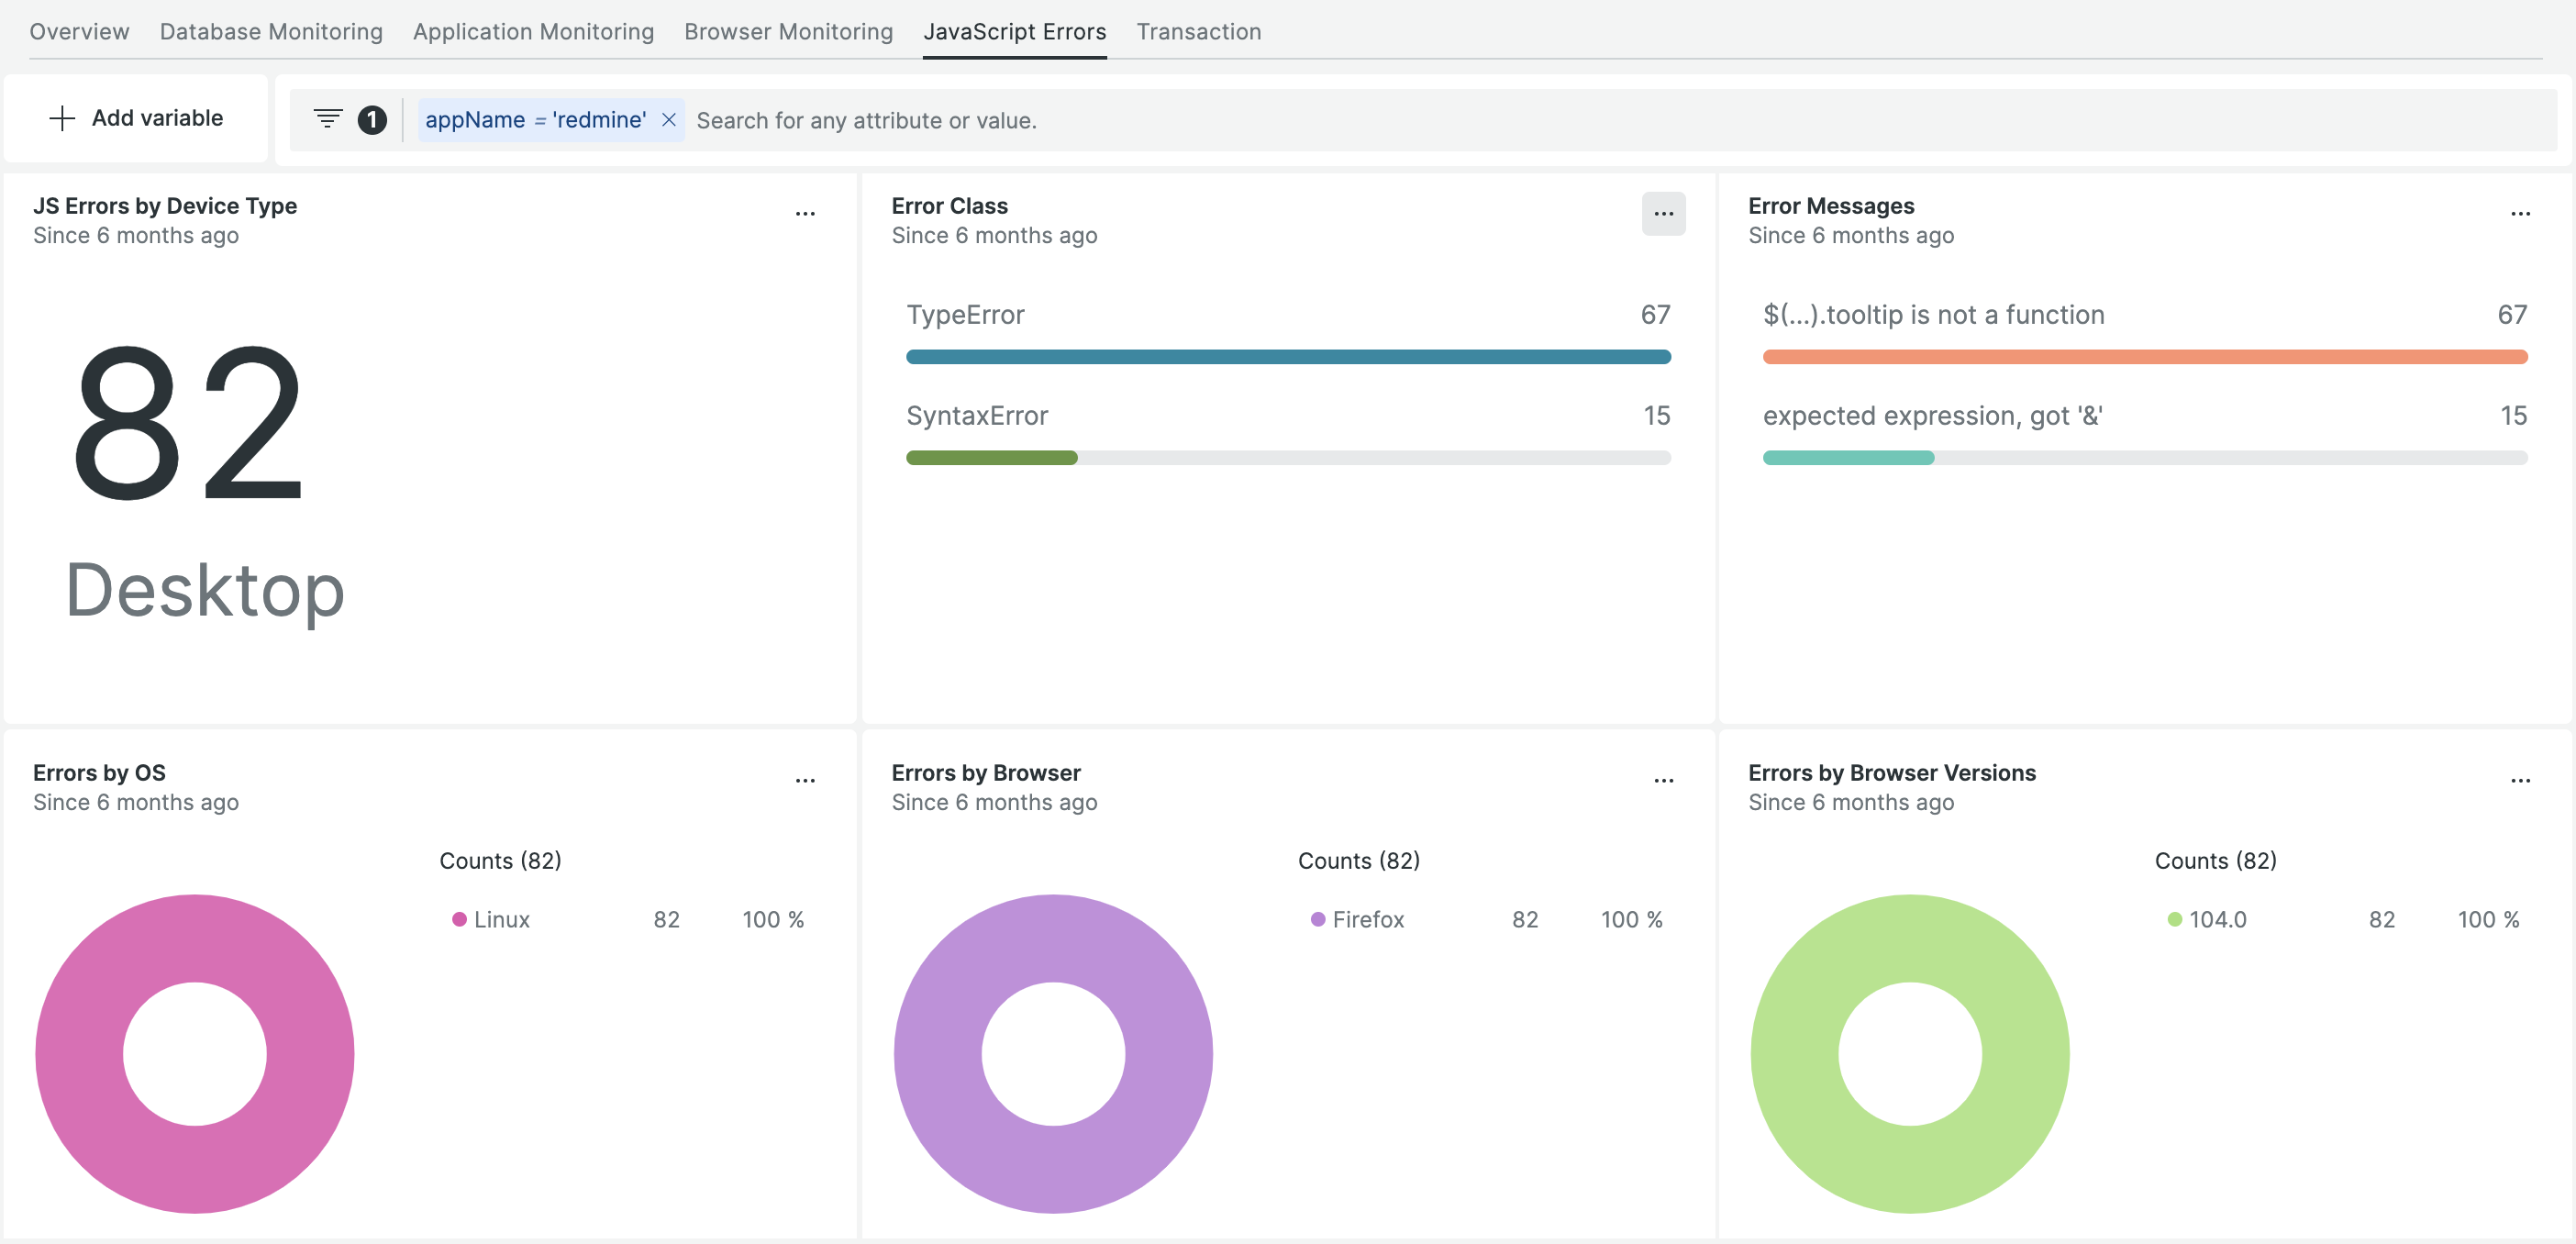 Overview Database Monitoring Application Monitoring Browser Monitoring JavaScript Errors Transaction
Add variable
1 appName = 'redmine' × Search for any attribute or value.
JS Errors by Device Type
Since 6 months ago
...
82
Desktop
Error Class
Since 6 months ago
...
TypeError 67
SyntaxError 15
Error Messages
Since 6 months ago
...
$(...).tooltip is not a function 67
expected expression, got '&' 15
Errors by OS
Since 6 months ago
...
Counts (82)
Linux 82 100 %
Errors by Browser
Since 6 months ago
...
Counts (82)
Firefox 82 100 %
Errors by Browser Versions
Since 6 months ago
...
Counts (82)
104.0 82 100 %